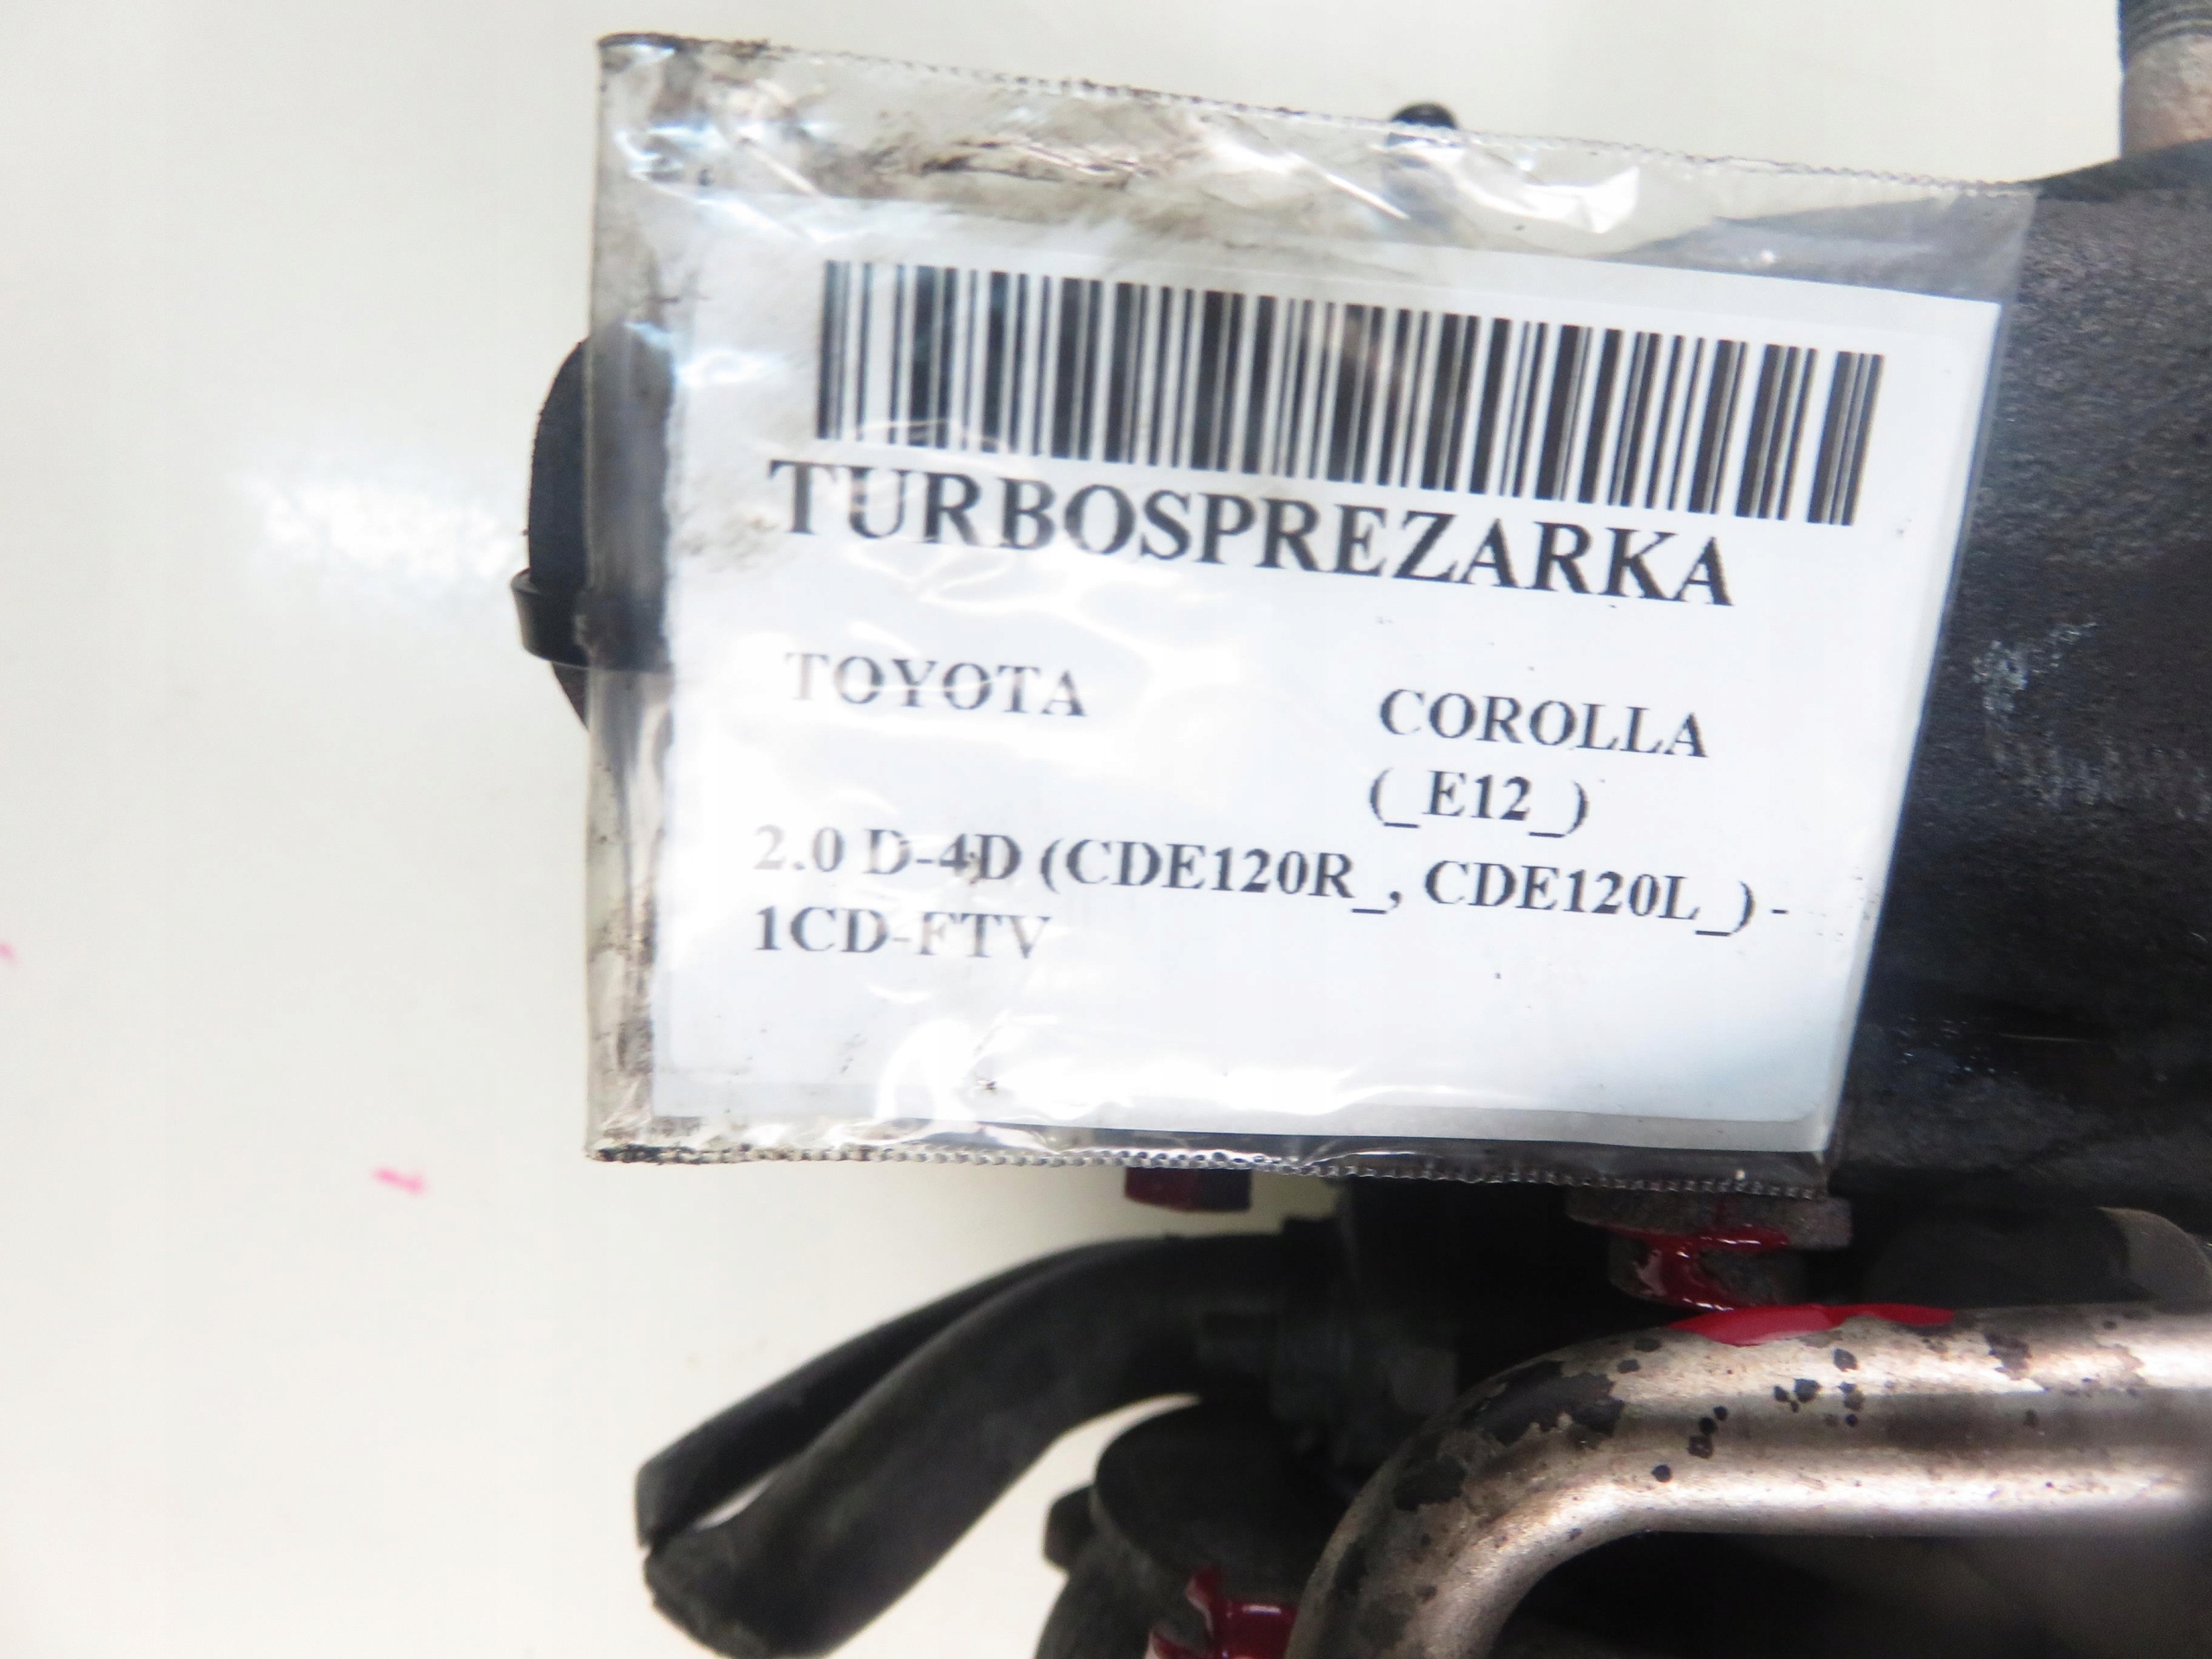 TURBOSPREZARKA
TOYOTA COROLLA
(_E12_)
2.0 D-4D (CDE120R_, CDE120L_) -
1CD-FTV